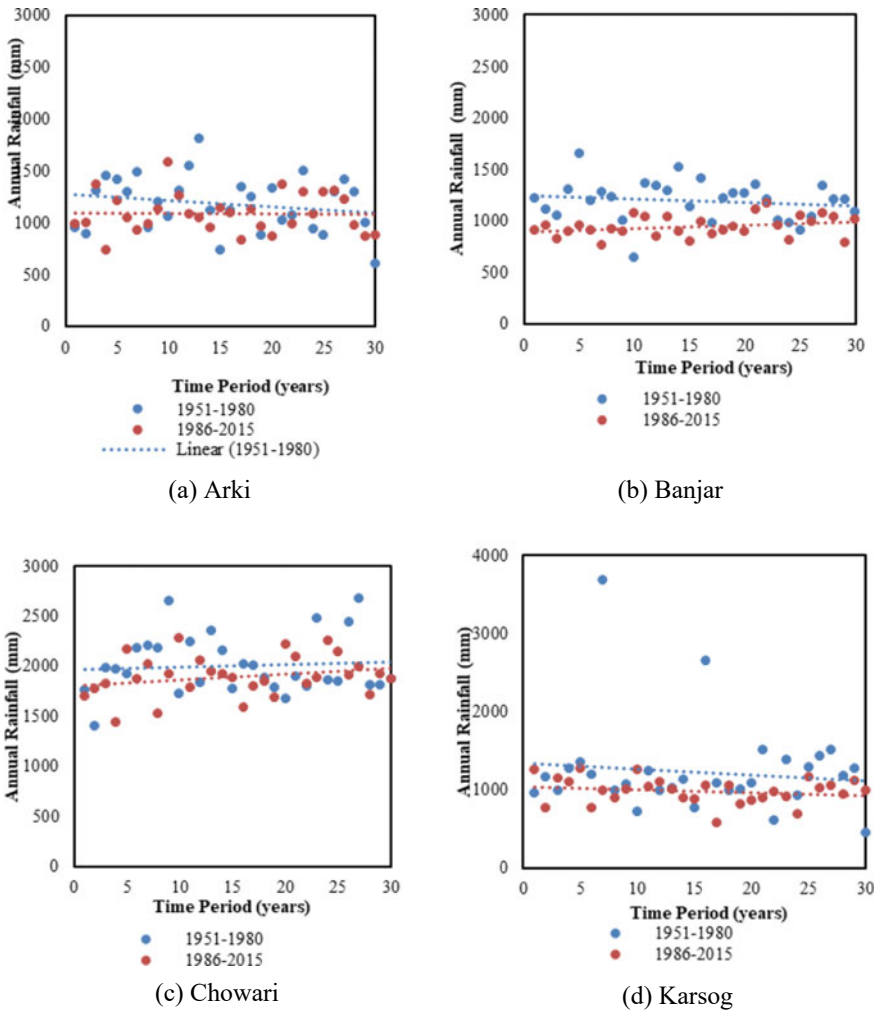 3000
2500
2000
1500
1000
500
0
Annual Rainfall (mm)
0 5 10 15 20 25 30
Time Period (years)
1951-1980
1986-2015
Linear (1951-1980)
(a) Arki
3000
2500
2000
1500
1000
500
0
Annual Rainfall (mm)
0 5 10 15 20 25 30
Time Period (years)
1951-1980
1986-2015
(b) Banjar
3000
2500
2000
1500
1000
500
0
Annual Rainfall (mm)
0 5 10 15 20 25 30
Time Period (years)
1951-1980
1986-2015
(c) Chowari
4000
3000
2000
1000
0
Annual Rainfall (mm)
0 5 10 15 20 25 30
Time Period (years)
1951-1980
1986-2015
(d) Karsog